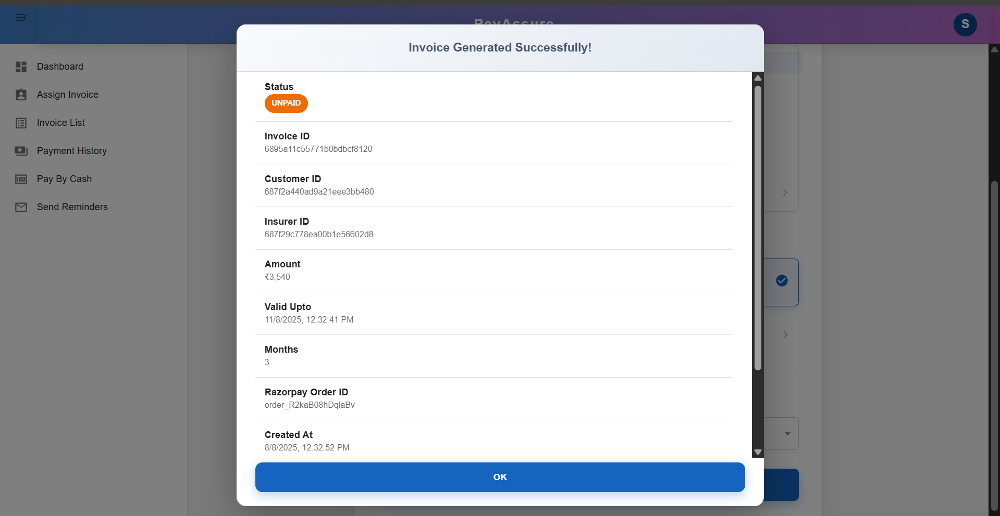 S
Dashboard
Assign Invoice
Invoice List
Payment History
Pay By Cash
Send Reminders
Invoice Generated Successfully!
Status
UNPAID
Invoice ID
6895a11c55771b0bdbcf8120
Customer ID
687f2a440ad9a21eee3bb480
Insurer ID
687f29c778ea00b1e56602d8
Amount
₹3,540
Valid Upto
11/8/2025, 12:32:41 PM
Months
3
Razorpay Order ID
order_R2kaB08hDqlaBv
Created At
8/8/2025, 12:32:52 PM
OK